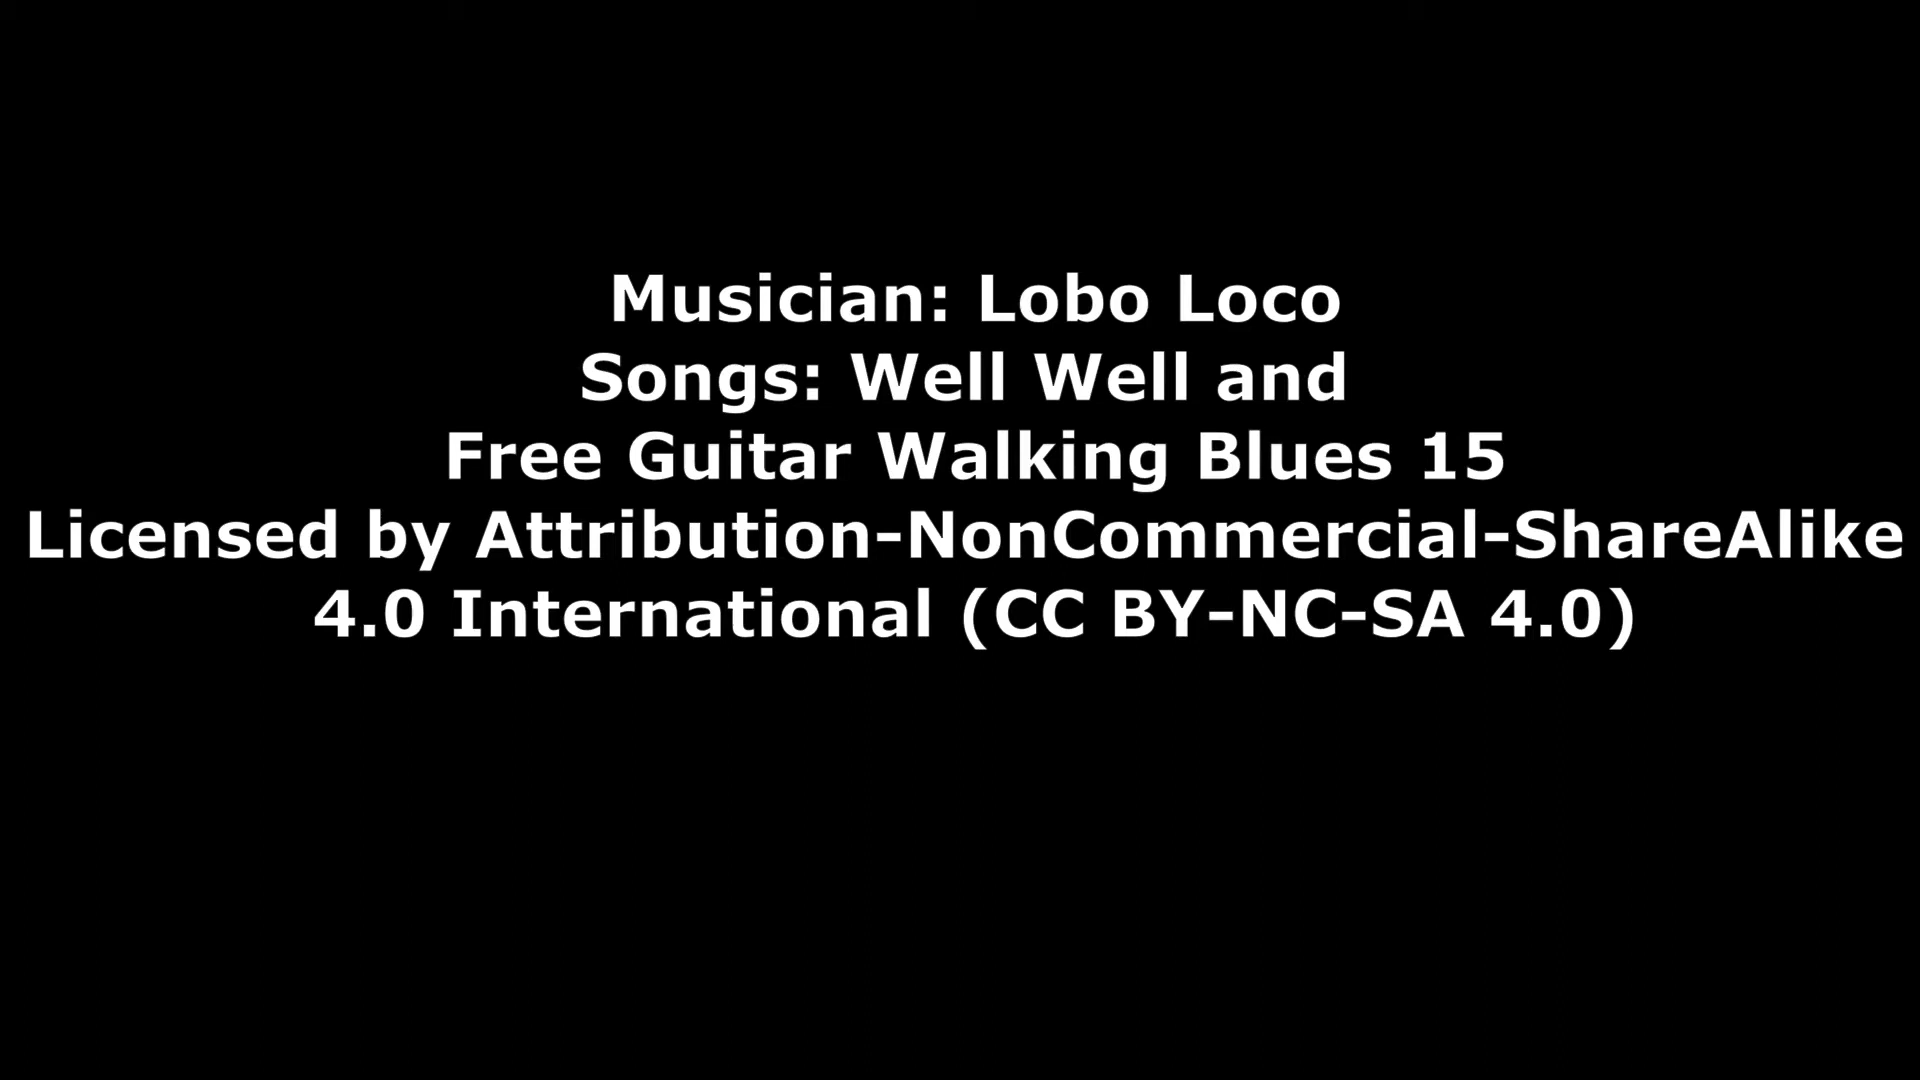 Musician: Lobo Loco
Songs: Well Well and
Free Guitar Walking Blues 15
Licensed by Attribution-NonCommercial-ShareAlike
4.0 International (CC BY-NC-SA 4.0)